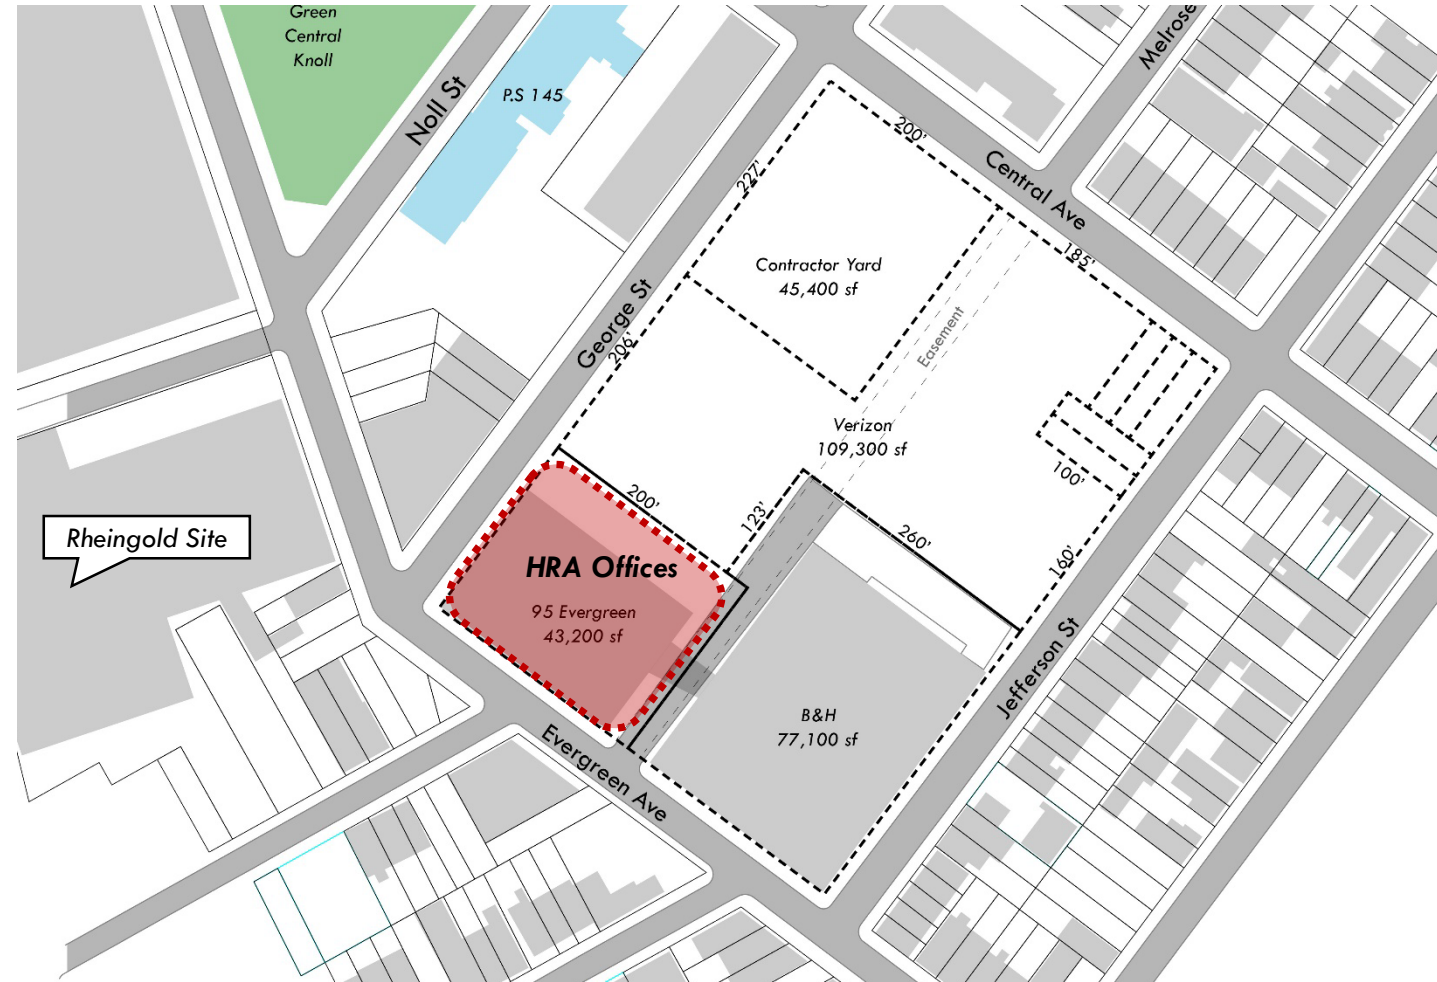 Green
Central
Knoll
Noll St
P.S 145
Melrose
200'
Central Ave
227'
185'
Contractor Yard
45,400 sf
George St
206'
Easement
Verizon
109,300 sf
100'
200'
123'
260'
160'
Rheingold Site
HRA Offices
95 Evergreen
43,200 sf
Jefferson St
B&H
77,100 sf
Evergreen Ave